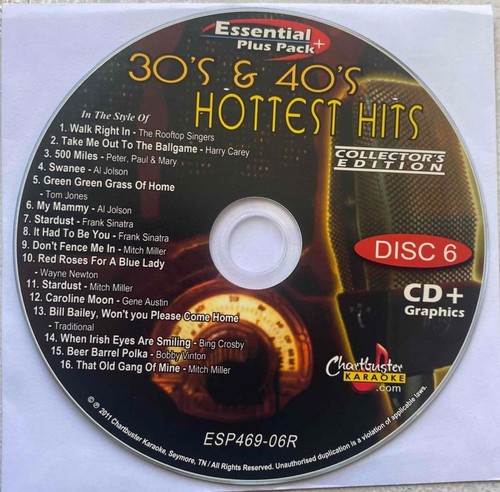 Essential
Plus Pack+
30'S & 40'S
HOTTEST HITS
COLLECTOR'S
EDITION
In The Style Of
1. Walk Right In - The Rooftop Singers
2. Take Me Out To The Ballgame - Harry Carey
3. 500 Miles - Peter, Paul & Mary
4. Swanee - Al Jolson
5. Green Green Grass Of Home
- Tom Jones
6. My Mammy - Al Jolson
7. Stardust - Frank Sinatra
8. It Had To Be You - Frank Sinatra
9. Don't Fence Me In - Mitch Miller
10. Red Roses For A Blue Lady
- Wayne Newton
11. Stardust - Mitch Miller
12. Caroline Moon - Gene Austin
13. Bill Bailey, Won't you Please Come Home
- Traditional
14. When Irish Eyes Are Smiling - Bing Crosby
15. Beer Barrel Polka - Bobby Vinton
16. That Old Gang Of Mine - Mitch Miller
DISC 6
CD+
Graphics
Chartbuster
KARAOKE
.com
ESP469-06R
© ℗ 2011 Chartbuster Karaoke, Seymore, TN / All Rights Reserved. Unauthorised duplication is a violation of applicable laws.